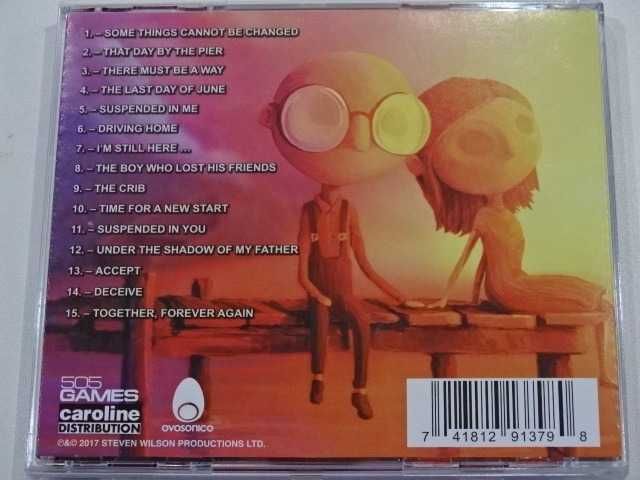 1. – SOME THINGS CANNOT BE CHANGED
2. – THAT DAY BY THE PIER
3. – THERE MUST BE A WAY
4. – THE LAST DAY OF JUNE
5. – SUSPENDED IN ME
6. – DRIVING HOME
7. – I'M STILL HERE ...
8. – THE BOY WHO LOST HIS FRIENDS
9. – THE CRIB
10. – TIME FOR A NEW START
11. – SUSPENDED IN YOU
12. – UNDER THE SHADOW OF MY FATHER
13. – ACCEPT
14. – DECEIVE
15. – TOGETHER, FOREVER AGAIN
505
GAMES
caroline
DISTRIBUTION
ovosonico
℗&© 2017 STEVEN WILSON PRODUCTIONS LTD.
7 41812 91379 8